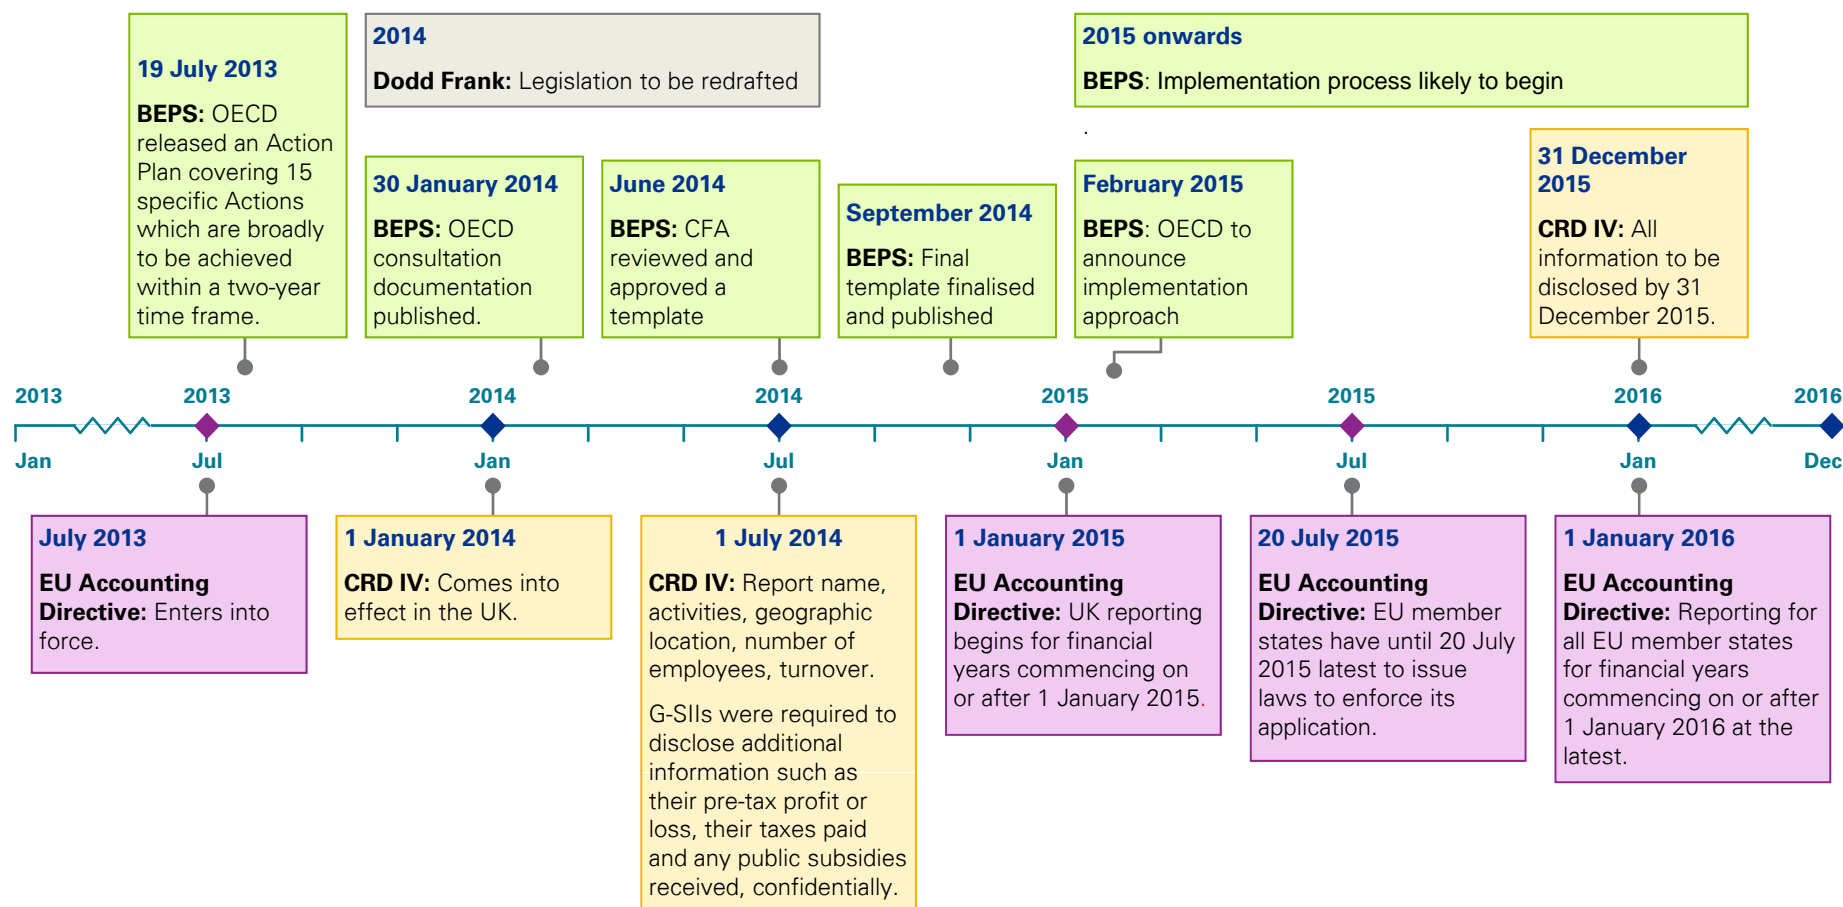 19 July 2013
BEPS: OECD
released an Action
Plan covering 15
specific Actions
which are broadly
to be achieved
within a two-year
time frame.
2014
Dodd Frank: Legislation to be redrafted
30 January 2014
BEPS: OECD
consultation
documentation
published.
June 2014
BEPS: CFA
reviewed and
approved a
template
September 2014
BEPS: Final
template finalised
and published
2015 onwards
BEPS: Implementation process likely to begin
.
February 2015
BEPS: OECD to
announce
implementation
approach
31 December
2015
CRD IV: All
information to be
disclosed by 31
December 2015.
2013 2013 2014 2014 2015 2015 2016 2016
Jan Jul Jan Jul Jan Jul Jan Dec
July 2013
EU Accounting
Directive: Enters into
force.
1 January 2014
CRD IV: Comes into
effect in the UK.
1 July 2014
CRD IV: Report name,
activities, geographic
location, number of
employees, turnover.
G-SIIs were required to
disclose additional
information such as
their pre-tax profit or
loss, their taxes paid
and any public subsidies
received, confidentially.
1 January 2015
EU Accounting
Directive: UK reporting
begins for financial
years commencing on
or after 1 January 2015.
20 July 2015
EU Accounting
Directive: EU member
states have until 20 July
2015 latest to issue
laws to enforce its
application.
1 January 2016
EU Accounting
Directive: Reporting for
all EU member states
for financial years
commencing on or after
1 January 2016 at the
latest.